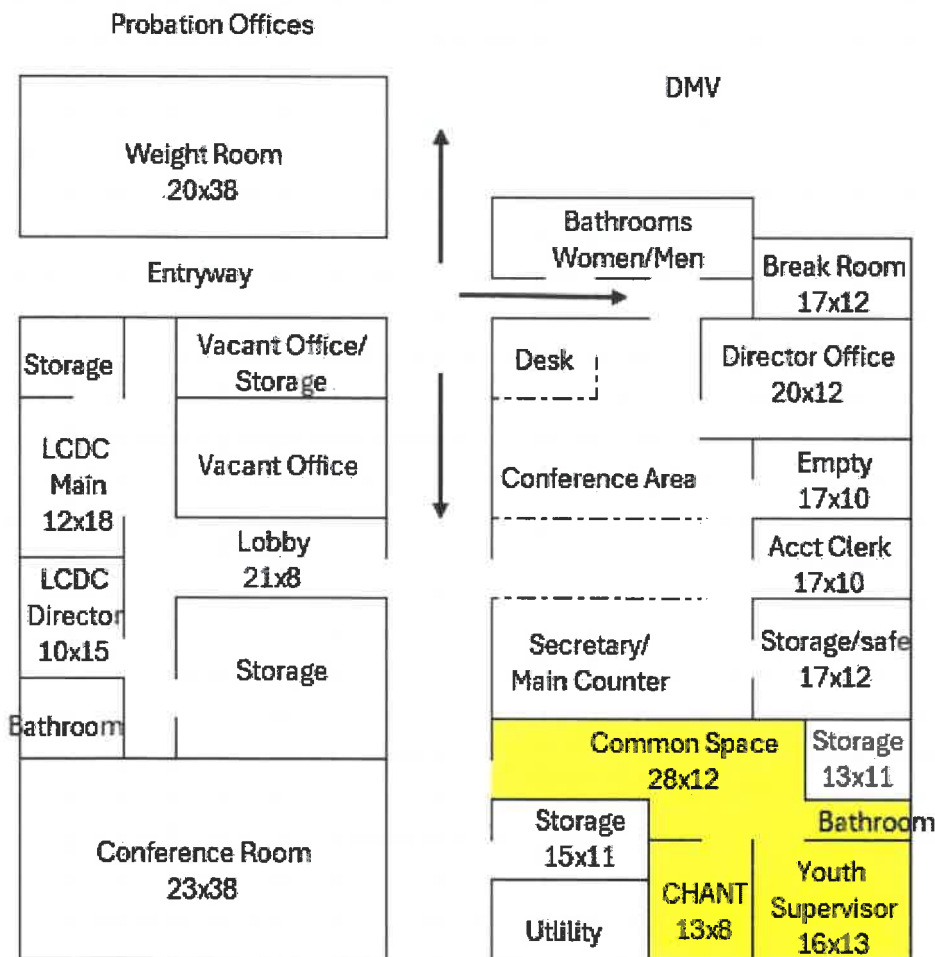 Probation Offices
DMV
Weight Room
20x38
Bathrooms
Women/Men
Break Room
17x12
Entryway
Storage
Vacant Office/
Storage
Desk
Director Office
20x12
LCDC
Main
12x18
Vacant Office
Conference Area
Empty
17x10
Lobby
21x8
Acct Clerk
17x10
LCDC
Director
10x15
Storage
Secretary/
Main Counter
Storage/safe
17x12
Bathroom
Common Space
28x12
Storage
13x11
Conference Room
23x38
Storage
15x11
Bathroom
CHANT
13x8
Youth
Supervisor
16x13
Utility